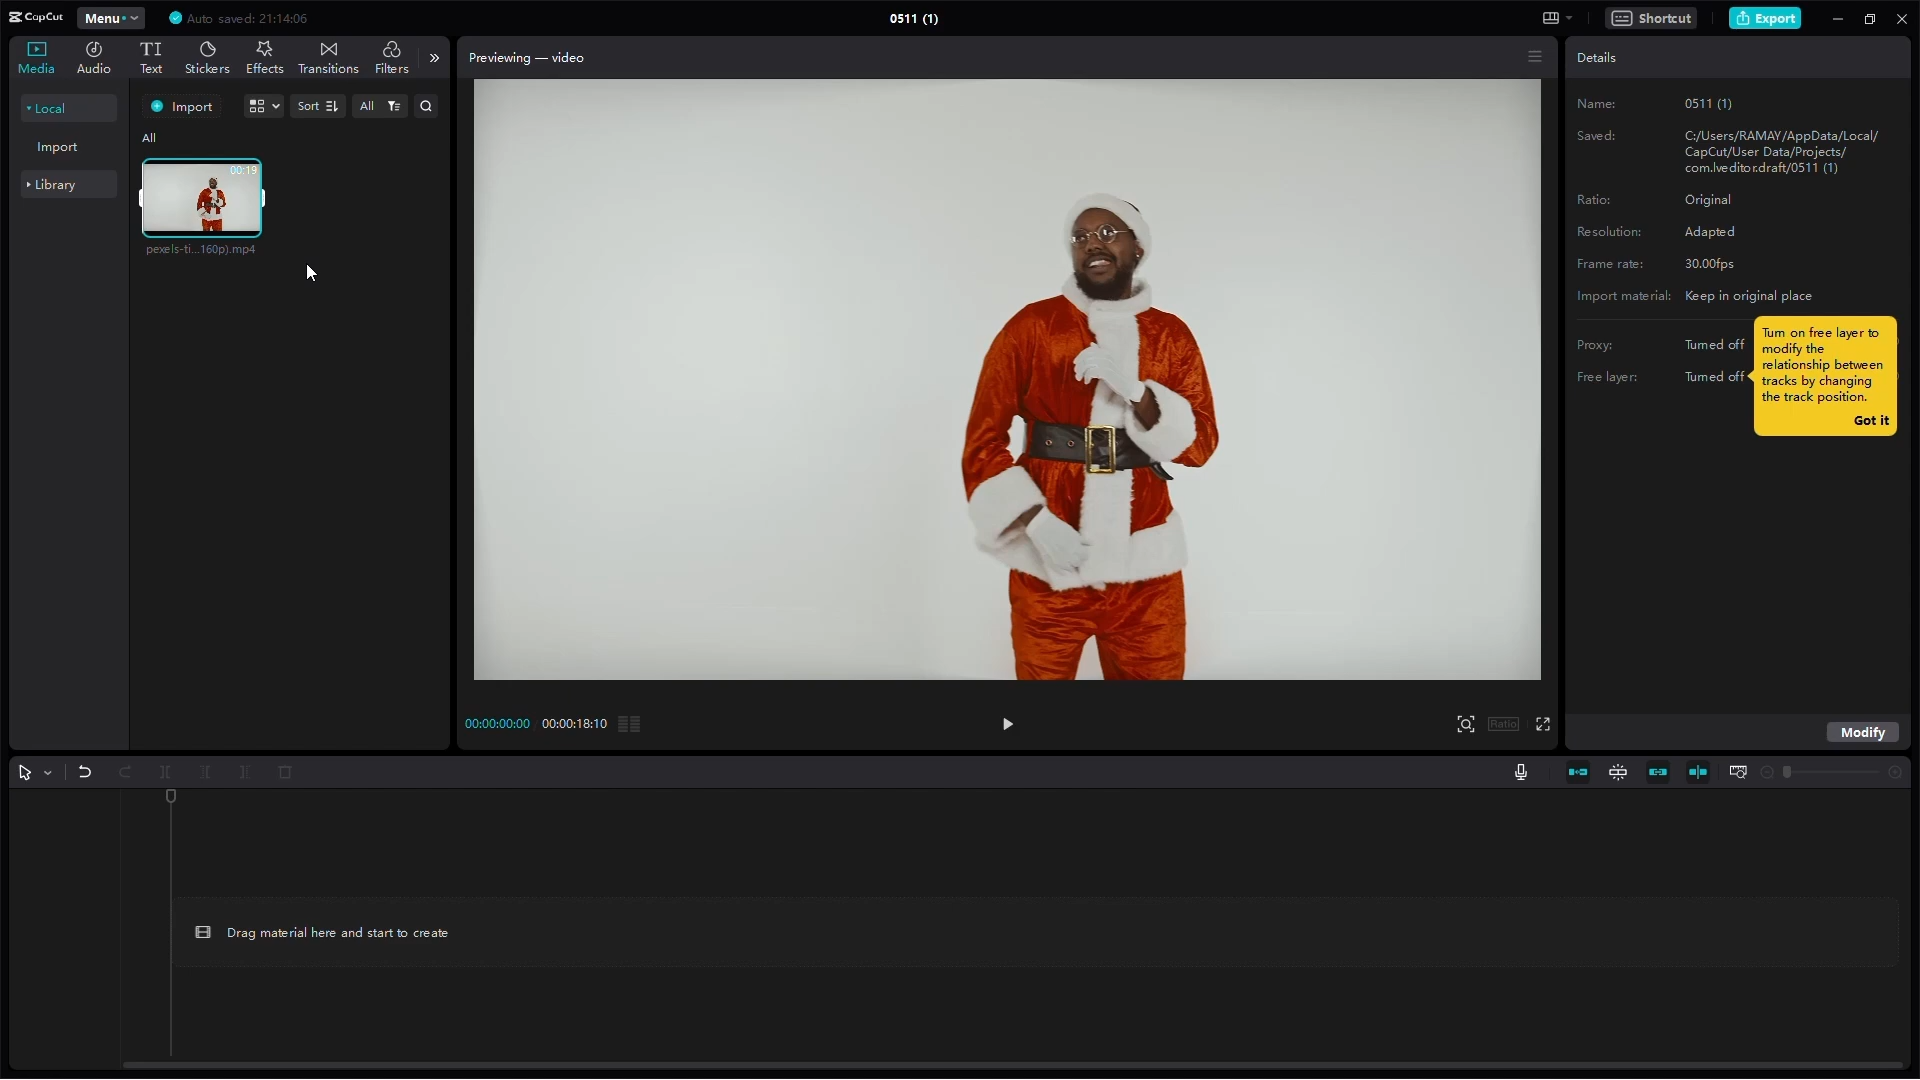 CapCut
Menu
Auto saved: 21:14:06
0511 (1)
Shortcut
Export
Media
Audio
Text
Stickers
Effects
Transitions
Filters
Previewing — video
Details
Local
Import
Library
Import
Sort
All
All
00:19
pexels-ti...160p).mp4
Name:
0511 (1)
Saved:
C:/Users/RAMAY/AppData/Local/
CapCut/User Data/Projects/
com.lveditor.draft/0511 (1)
Ratio:
Original
Resolution:
Adapted
Frame rate:
30.00fps
Import material:
Keep in original place
Proxy:
Turned off
Free layer:
Turned off
Turn on free layer to
modify the
relationship between
tracks by changing
the track position.
Got it
00:00:00:00
00:00:18:10
Ratio
Modify
Drag material here and start to create